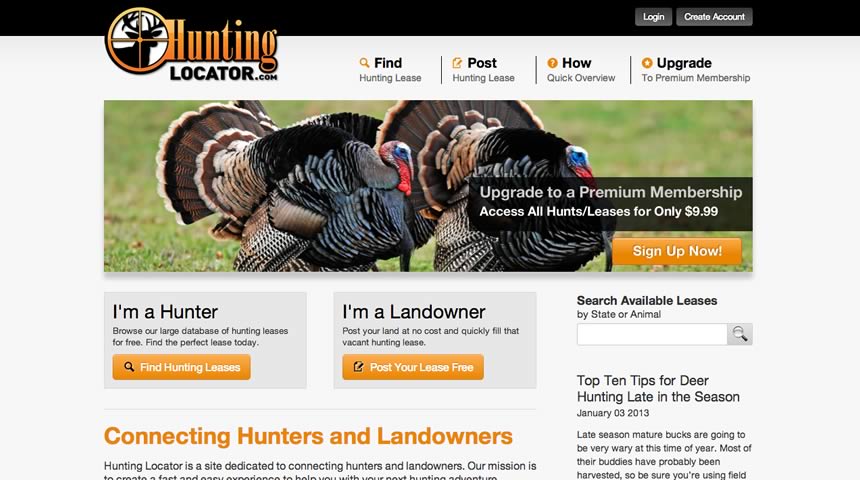 Login
Create Account
Hunting
LOCATOR.COM
Find
Hunting Lease
Post
Hunting Lease
How
Quick Overview
Upgrade
To Premium Membership
Upgrade to a Premium Membership
Access All Hunts/Leases for Only $9.99
Sign Up Now!
I'm a Hunter
Browse our large database of hunting leases
for free. Find the perfect lease today.
Find Hunting Leases
I'm a Landowner
Post your land at no cost and quickly fill that
vacant hunting lease.
Post Your Lease Free
Search Available Leases
by State or Animal
Connecting Hunters and Landowners
Hunting Locator is a site dedicated to connecting hunters and landowners. Our mission is
to create a fast and easy experience to help you with your next hunting adventure.
Top Ten Tips for Deer
Hunting Late in the Season
January 03 2013
Late season mature bucks are going to
be very wary at this time of year. Most of
their buddies have probably been
harvested, so be sure you're using field